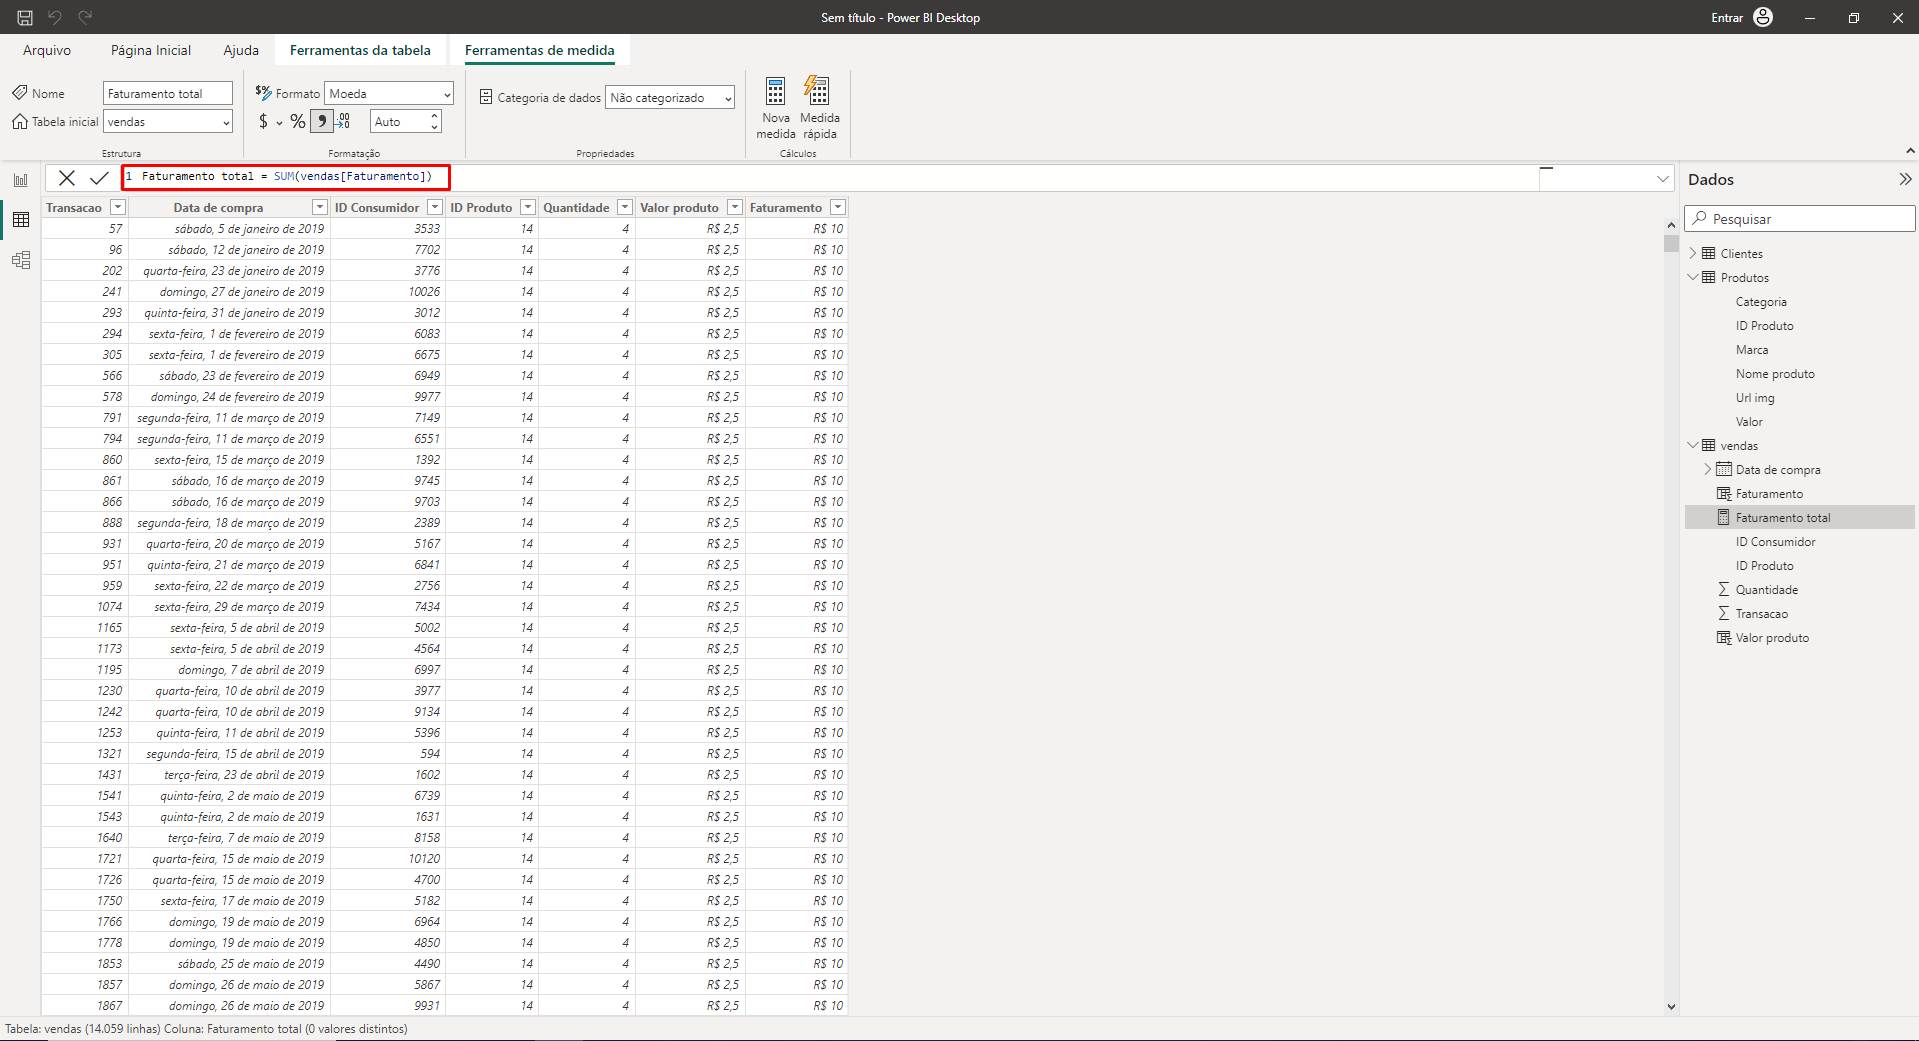 Sem título - Power BI Desktop
Entrar
Arquivo Página Inicial Ajuda Ferramentas da tabela Ferramentas de medida
Nome Faturamento total
Tabela inicial vendas
Estrutura
Formato Moeda
$ % , .00 Auto
Formatação
Categoria de dados Não categorizado
Propriedades
Nova medida
Medida rápida
Cálculos
1 Faturamento total = SUM(vendas[Faturamento])
Transacao Data de compra ID Consumidor ID Produto Quantidade Valor produto Faturamento
57 sábado, 5 de janeiro de 2019 3533 14 4 R$ 2,5 R$ 10
96 sábado, 12 de janeiro de 2019 7702 14 4 R$ 2,5 R$ 10
202 quarta-feira, 23 de janeiro de 2019 3776 14 4 R$ 2,5 R$ 10
241 domingo, 27 de janeiro de 2019 10026 14 4 R$ 2,5 R$ 10
293 quinta-feira, 31 de janeiro de 2019 3012 14 4 R$ 2,5 R$ 10
294 sexta-feira, 1 de fevereiro de 2019 6083 14 4 R$ 2,5 R$ 10
305 sexta-feira, 1 de fevereiro de 2019 6675 14 4 R$ 2,5 R$ 10
566 sábado, 23 de fevereiro de 2019 6949 14 4 R$ 2,5 R$ 10
578 domingo, 24 de fevereiro de 2019 9977 14 4 R$ 2,5 R$ 10
791 segunda-feira, 11 de março de 2019 7149 14 4 R$ 2,5 R$ 10
794 segunda-feira, 11 de março de 2019 6551 14 4 R$ 2,5 R$ 10
860 sexta-feira, 15 de março de 2019 1392 14 4 R$ 2,5 R$ 10
861 sábado, 16 de março de 2019 9745 14 4 R$ 2,5 R$ 10
866 sábado, 16 de março de 2019 9703 14 4 R$ 2,5 R$ 10
888 segunda-feira, 18 de março de 2019 2389 14 4 R$ 2,5 R$ 10
931 quarta-feira, 20 de março de 2019 5167 14 4 R$ 2,5 R$ 10
951 quinta-feira, 21 de março de 2019 6841 14 4 R$ 2,5 R$ 10
959 sexta-feira, 22 de março de 2019 2756 14 4 R$ 2,5 R$ 10
1074 sexta-feira, 29 de março de 2019 7434 14 4 R$ 2,5 R$ 10
1165 sexta-feira, 5 de abril de 2019 5002 14 4 R$ 2,5 R$ 10
1173 sexta-feira, 5 de abril de 2019 4564 14 4 R$ 2,5 R$ 10
1195 domingo, 7 de abril de 2019 6997 14 4 R$ 2,5 R$ 10
1230 quarta-feira, 10 de abril de 2019 3977 14 4 R$ 2,5 R$ 10
1242 quarta-feira, 10 de abril de 2019 9134 14 4 R$ 2,5 R$ 10
1253 quinta-feira, 11 de abril de 2019 5396 14 4 R$ 2,5 R$ 10
1321 segunda-feira, 15 de abril de 2019 594 14 4 R$ 2,5 R$ 10
1431 terça-feira, 23 de abril de 2019 1602 14 4 R$ 2,5 R$ 10
1541 quinta-feira, 2 de maio de 2019 6739 14 4 R$ 2,5 R$ 10
1543 quinta-feira, 2 de maio de 2019 1631 14 4 R$ 2,5 R$ 10
1640 terça-feira, 7 de maio de 2019 8158 14 4 R$ 2,5 R$ 10
1721 quarta-feira, 15 de maio de 2019 10120 14 4 R$ 2,5 R$ 10
1726 quarta-feira, 15 de maio de 2019 4700 14 4 R$ 2,5 R$ 10
1750 sexta-feira, 17 de maio de 2019 5182 14 4 R$ 2,5 R$ 10
1766 domingo, 19 de maio de 2019 6964 14 4 R$ 2,5 R$ 10
1778 domingo, 19 de maio de 2019 4850 14 4 R$ 2,5 R$ 10
1853 sábado, 25 de maio de 2019 4490 14 4 R$ 2,5 R$ 10
1857 domingo, 26 de maio de 2019 5867 14 4 R$ 2,5 R$ 10
1867 domingo, 26 de maio de 2019 9931 14 4 R$ 2,5 R$ 10
Dados
Pesquisar
Clientes
Produtos
Categoria
ID Produto
Marca
Nome produto
Url img
Valor
vendas
Data de compra
Faturamento
Faturamento total
ID Consumidor
ID Produto
Quantidade
Transacao
Valor produto
Tabela: vendas (14.059 linhas) Coluna: Faturamento total (0 valores distintos)